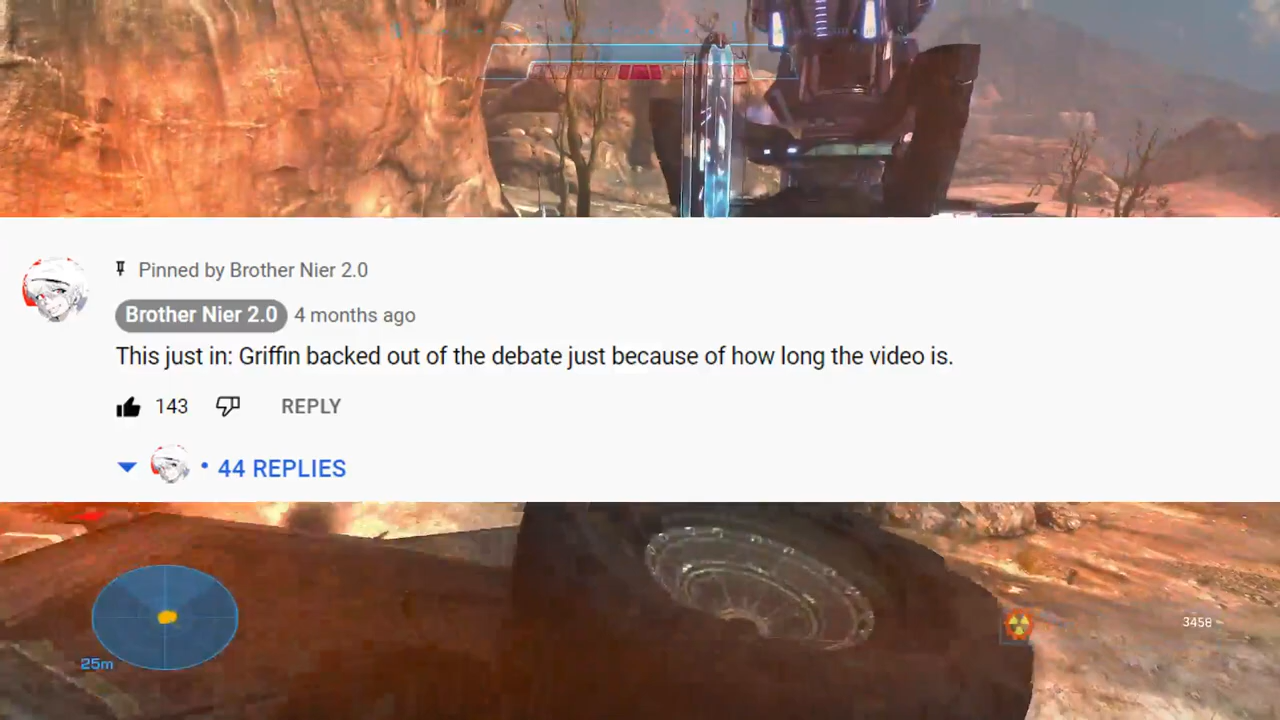 Pinned by Brother Nier 2.0
Brother Nier 2.0 4 months ago
This just in: Griffin backed out of the debate just because of how long the video is.
143 REPLY
• 44 REPLIES
25m
3458